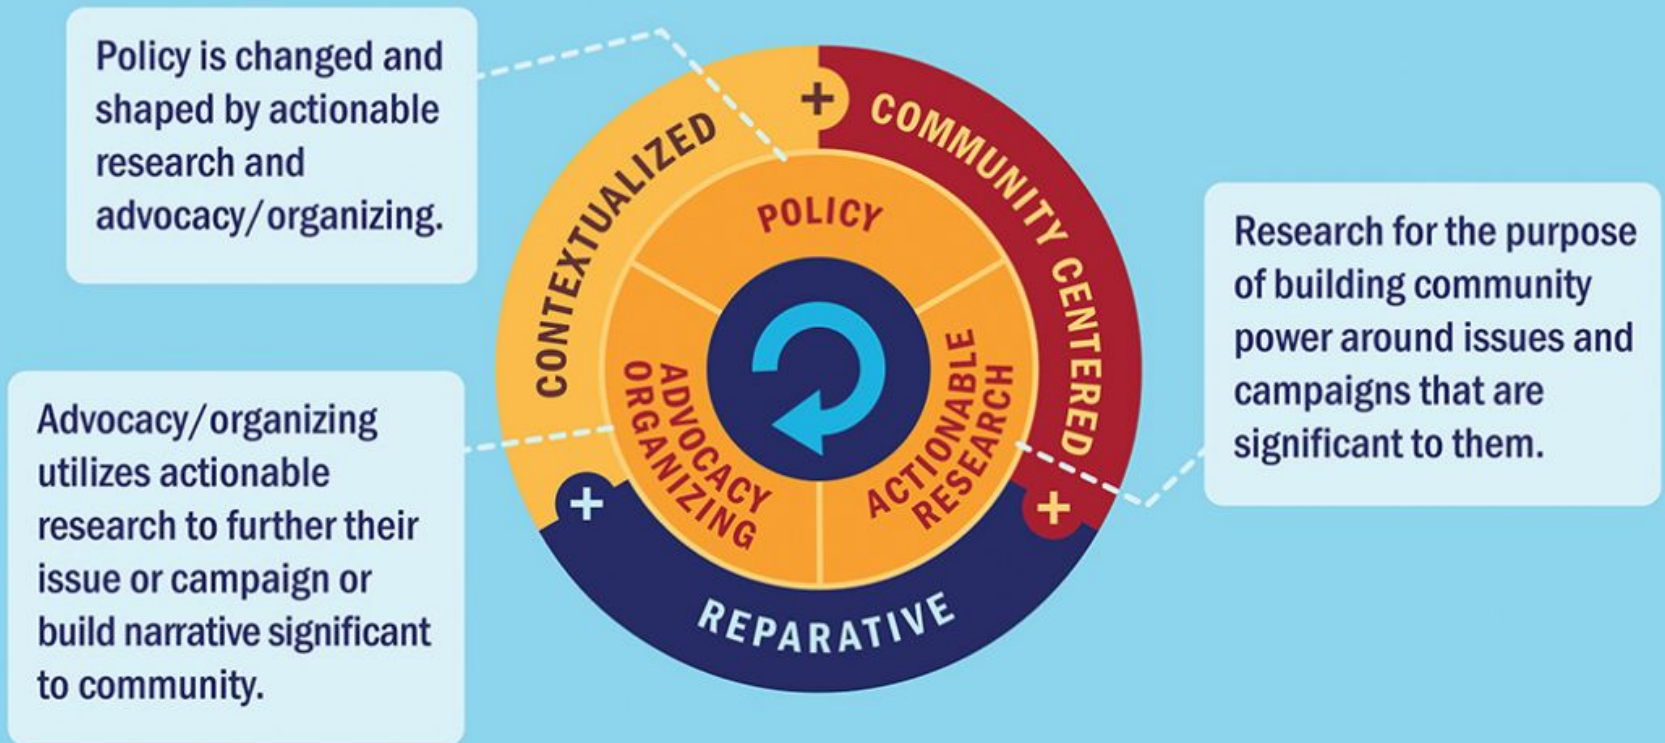 Policy is changed and
shaped by actionable
research and
advocacy/organizing.
Advocacy/organizing
utilizes actionable
research to further their
issue or campaign or
build narrative significant
to community.
CONTEXTUALIZED
+
COMMUNITY CENTERED
+
REPARATIVE
+
POLICY
ACTIONABLE
RESEARCH
ADVOCACY
ORGANIZING
Research for the purpose
of building community
power around issues and
campaigns that are
significant to them.